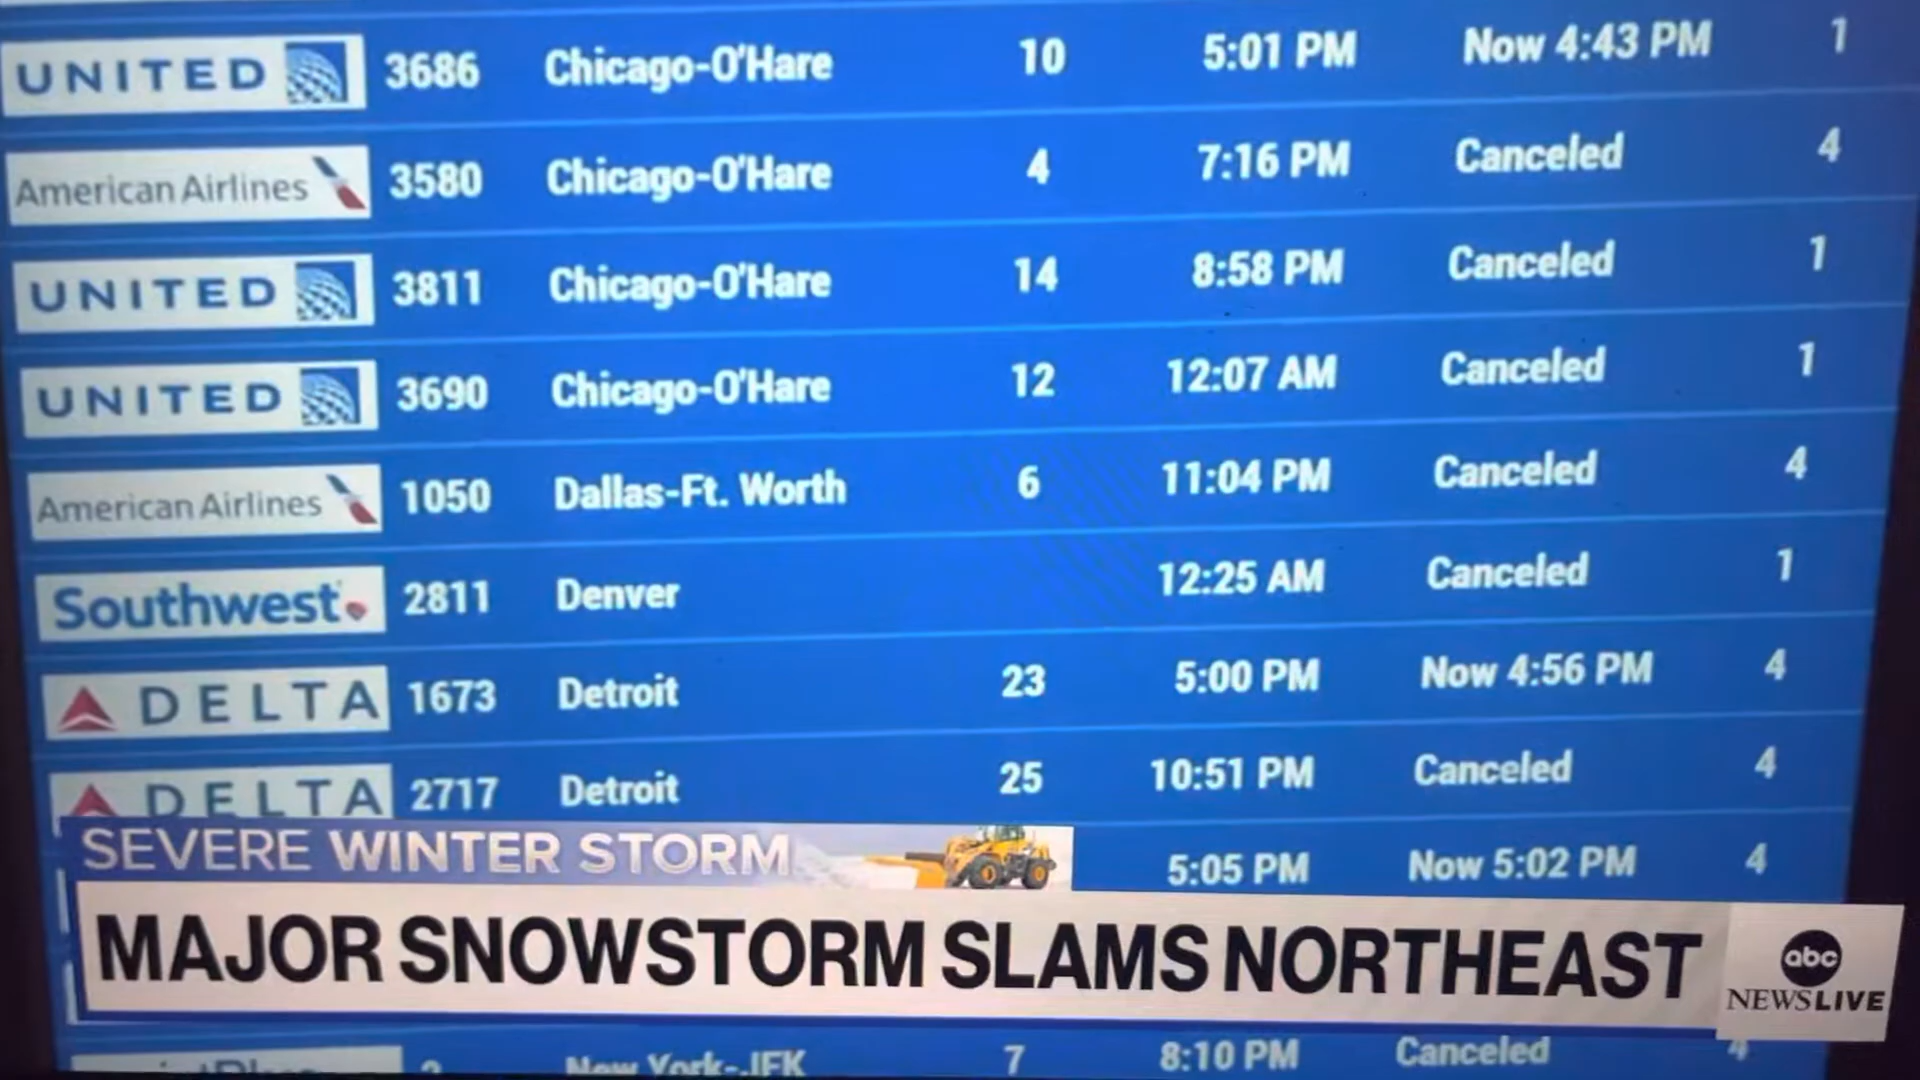 UNITED 3686 Chicago-O'Hare 10 5:01 PM Now 4:43 PM 1
American Airlines 3580 Chicago-O'Hare 4 7:16 PM Canceled 4
UNITED 3811 Chicago-O'Hare 14 8:58 PM Canceled 1
UNITED 3690 Chicago-O'Hare 12 12:07 AM Canceled 1
American Airlines 1050 Dallas-Ft. Worth 6 11:04 PM Canceled 4
Southwest 2811 Denver 12:25 AM Canceled 1
DELTA 1673 Detroit 23 5:00 PM Now 4:56 PM 4
DELTA 2717 Detroit 25 10:51 PM Canceled 4
5:05 PM Now 5:02 PM 4
SEVERE WINTER STORM
MAJOR SNOWSTORM SLAMS NORTHEAST
abc
NEWS LIVE
New York-JFK 7 8:10 PM Canceled 4